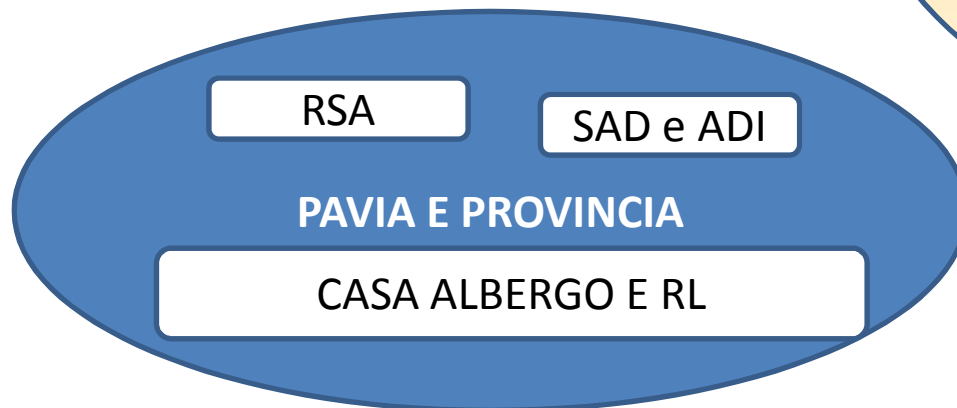 RSA
SAD e ADI
PAVIA E PROVINCIA
CASA ALBERGO E RL